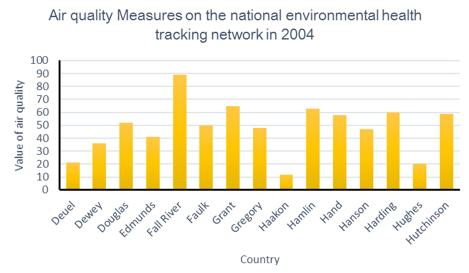 Air quality Measures on the national environmental health
tracking network in 2004
Value of air quality
100
90
80
70
60
50
40
30
20
10
0
Deuel
Dewey
Douglas
Edmunds
Fall River
Faulk
Grant
Gregory
Haakon
Hamlin
Hand
Hanson
Harding
Hughes
Hutchinson
Country